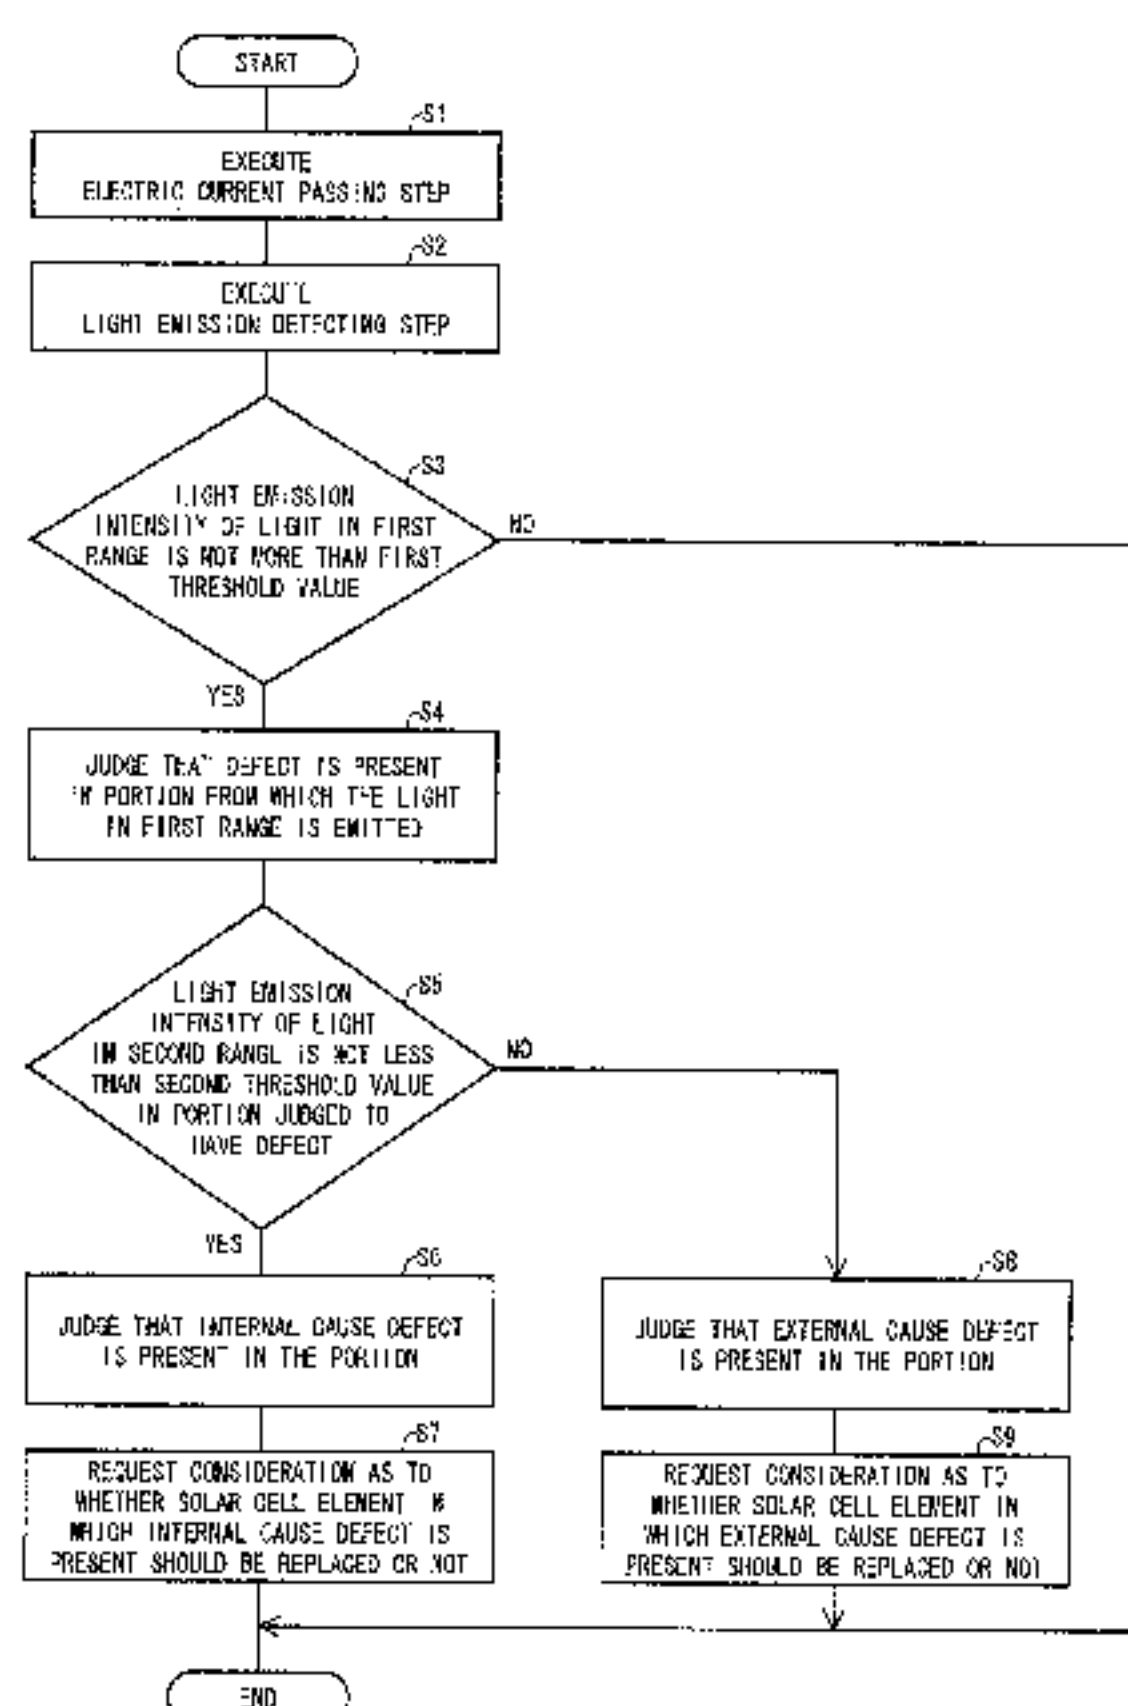 START
S1
EXECUTE
ELECTRIC CURRENT PASSING STEP
S2
EXECUTE
LIGHT EMISSION DETECTING STEP
S3
LIGHT EMISSION
INTENSITY OF LIGHT IN FIRST
RANGE IS NOT MORE THAN FIRST
THRESHOLD VALUE
NO
YES
S4
JUDGE THAT DEFECT IS PRESENT
IN PORTION FROM WHICH THE LIGHT
IN FIRST RANGE IS EMITTED
S5
LIGHT EMISSION
INTENSITY OF LIGHT
IN SECOND RANGE IS NOT LESS
THAN SECOND THRESHOLD VALUE
IN PORTION JUDGED TO
HAVE DEFECT
NO
YES
S6
JUDGE THAT INTERNAL CAUSE DEFECT
IS PRESENT IN THE PORTION
S8
JUDGE THAT EXTERNAL CAUSE DEFECT
IS PRESENT IN THE PORTION
S7
REQUEST CONSIDERATION AS TO
WHETHER SOLAR CELL ELEMENT IN
WHICH INTERNAL CAUSE DEFECT IS
PRESENT SHOULD BE REPLACED OR NOT
S9
REQUEST CONSIDERATION AS TO
WHETHER SOLAR CELL ELEMENT IN
WHICH EXTERNAL CAUSE DEFECT IS
PRESENT SHOULD BE REPLACED OR NOT
END